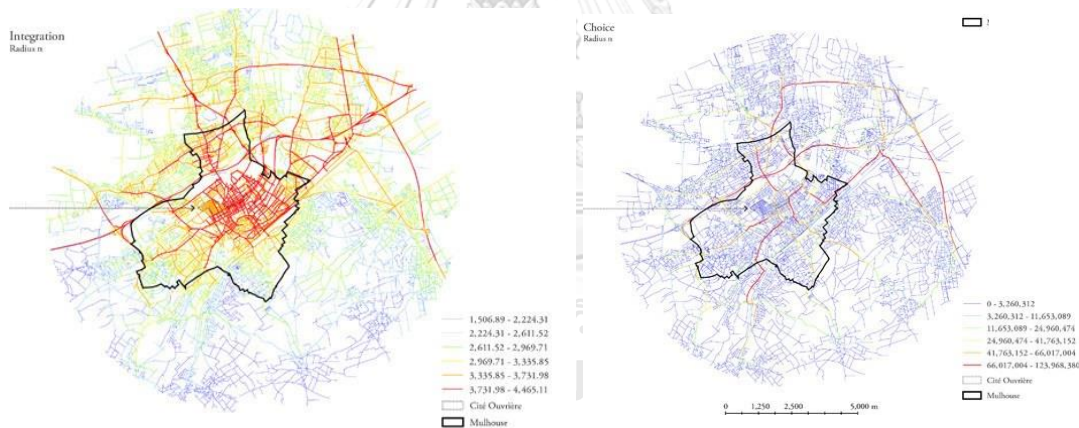 Integration
Radius n
1,506.89 - 2,224.31
2,224.31 - 2,611.52
2,611.52 - 2,969.71
2,969.71 - 3,335.85
3,335.85 - 3,731.98
3,731.98 - 4,465.11
Cité Ouvrière
Mulhouse
Choice
Radius n
0 - 3,260,312
3,260,312 - 11,653,089
11,653,089 - 24,960,474
24,960,474 - 41,763,152
41,763,152 - 66,017,004
66,017,004 - 123,968,380
Cité Ouvrière
Mulhouse
0 1,250 2,500 5,000 m